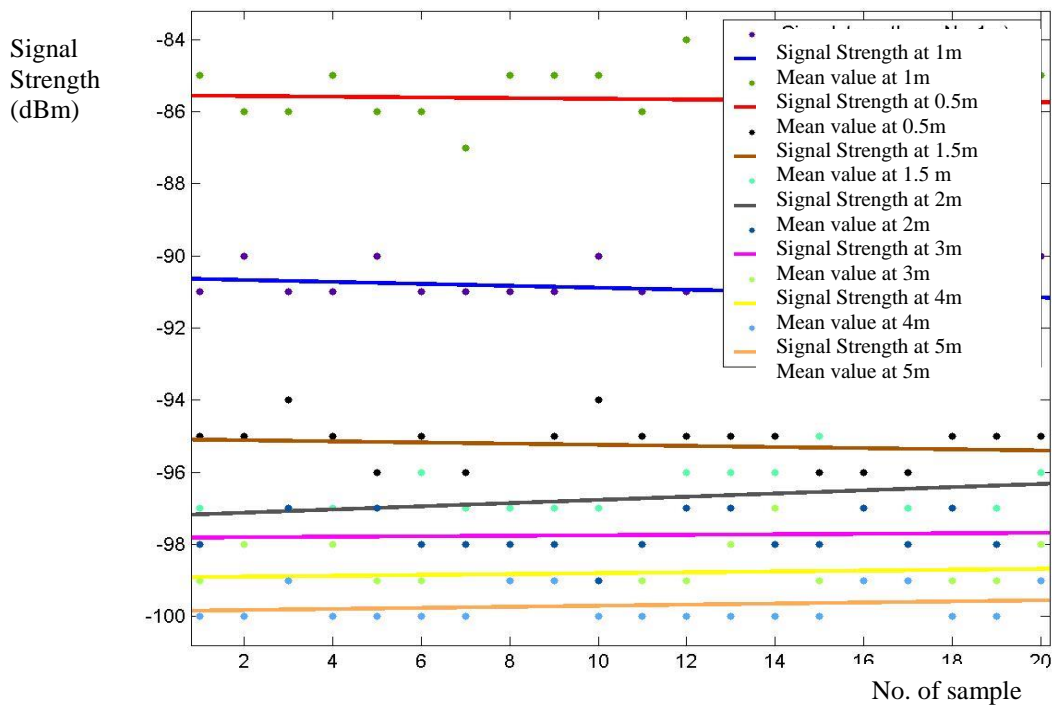 Signal
Strength
(dBm)
-84
-86
-88
-90
-92
-94
-96
-98
-100
Signal Strength at 1m
Mean value at 1m
Signal Strength at 0.5m
Mean value at 0.5m
Signal Strength at 1.5m
Mean value at 1.5 m
Signal Strength at 2m
Mean value at 2m
Signal Strength at 3m
Mean value at 3m
Signal Strength at 4m
Mean value at 4m
Signal Strength at 5m
Mean value at 5m
2 4 6 8 10 12 14 16 18 20
No. of sample